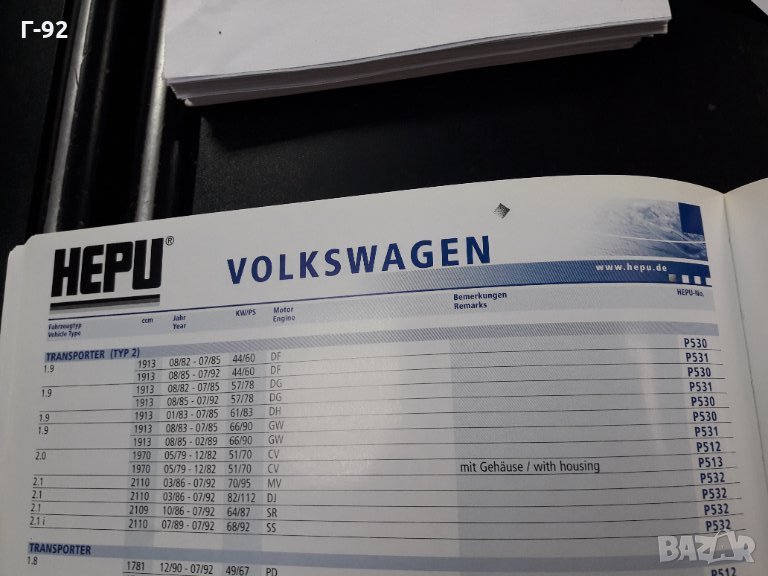 Г-92
HEPU® VOLKSWAGEN
www.hepu.de
Fahrzeugtyp ccm Jahr KW/PS Motor Bemerkungen HEPU-No.
Vehicle Type Year Engine Remarks
TRANSPORTER (TYP 2)
1.9 1913 08/82 - 07/85 44/60 DF P530
1913 08/85 - 07/92 44/60 DF P531
1.9 1913 08/82 - 07/85 57/78 DG P530
1913 08/85 - 07/92 57/78 DG P531
1.9 1913 01/83 - 07/85 61/83 DH P530
1.9 1913 08/83 - 07/85 66/90 GW P530
1913 08/85 - 02/89 66/90 GW P531
2.0 1970 05/79 - 12/82 51/70 CV P512
1970 05/79 - 12/82 51/70 CV mit Gehäuse / with housing P513
2.1 2110 03/86 - 07/92 70/95 MV P532
2.1 2110 03/86 - 07/92 82/112 DJ P532
2.1 2109 10/86 - 07/92 64/87 SR P532
2.1 i 2110 07/89 - 07/92 68/92 SS P532
TRANSPORTER
1.8 1781 12/90 - 07/92 49/67 PD P512
BAZAR